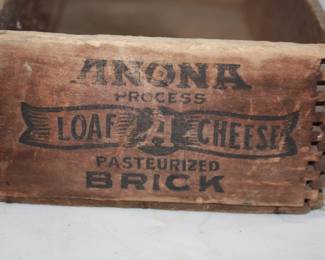 ANONA
PROCESS
LOAF A CHEESE
PASTEURIZED
BRICK